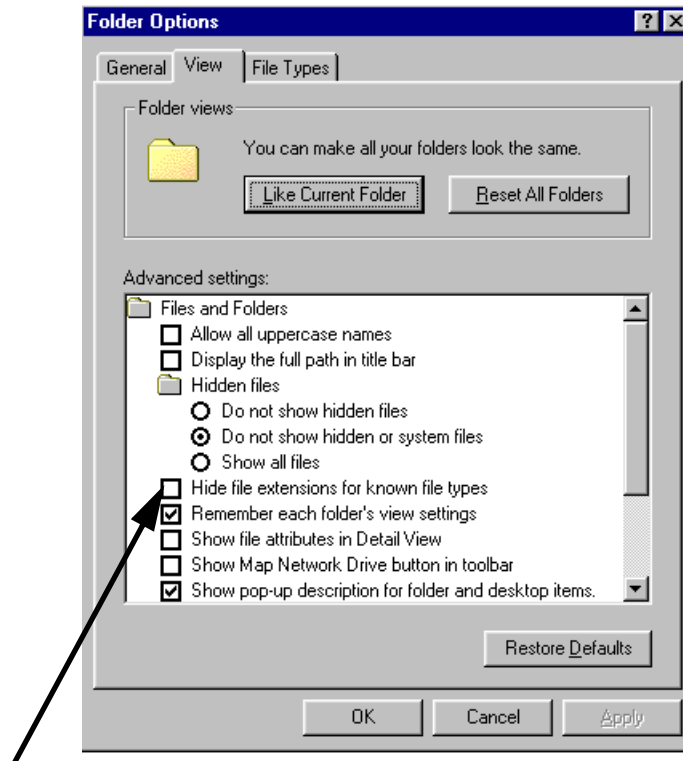 Folder Options
General View File Types
Folder views
You can make all your folders look the same.
Like Current Folder Reset All Folders
Advanced settings:
Files and Folders
Allow all uppercase names
Display the full path in title bar
Hidden files
Do not show hidden files
Do not show hidden or system files
Show all files
Hide file extensions for known file types
Remember each folder's view settings
Show file attributes in Detail View
Show Map Network Drive button in toolbar
Show pop-up description for folder and desktop items.
Restore Defaults
OK Cancel Apply